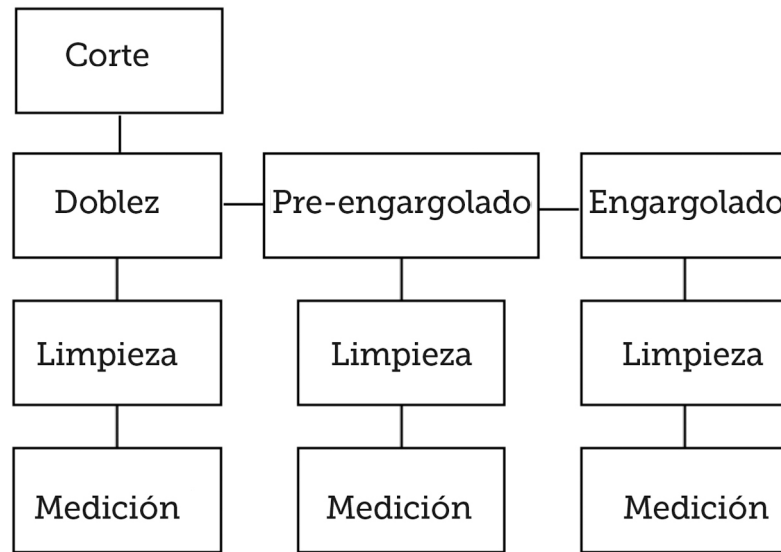 Corte
Doblez
Pre-engargolado
Engargolado
Limpieza
Limpieza
Limpieza
Medición
Medición
Medición